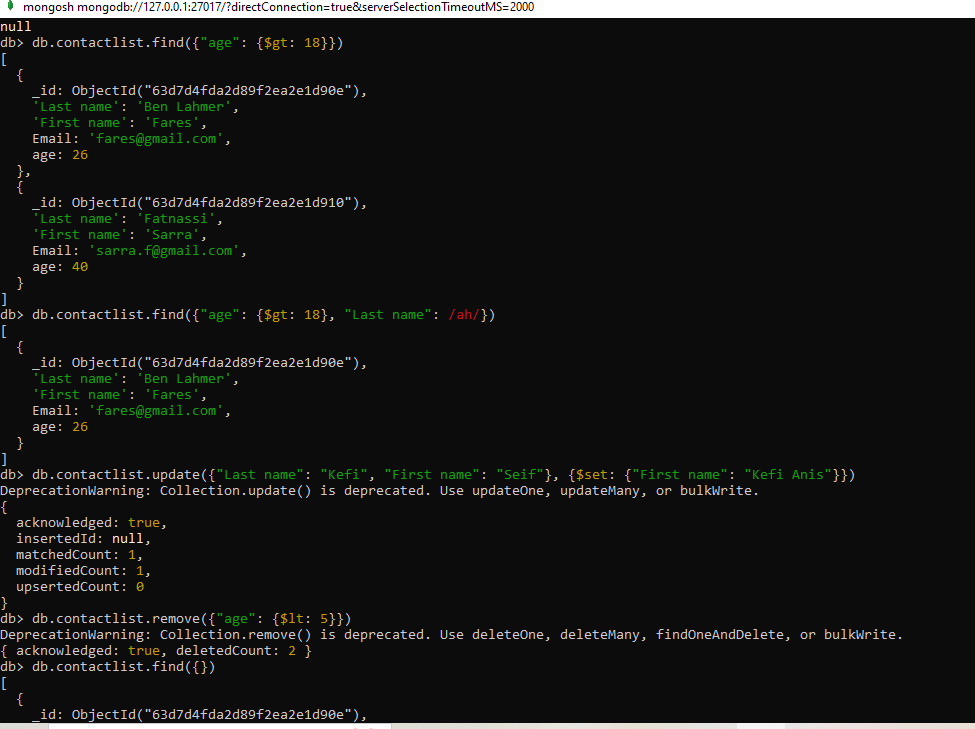 mongosh mongodb://127.0.0.1:27017/?directConnection=true&serverSelectionTimeoutMS=2000
null
db> db.contactlist.find({"age": {$gt: 18}})
[
  {
    _id: ObjectId("63d7d4fda2d89f2ea2e1d90e"),
    'Last name': 'Ben Lahmer',
    'First name': 'Fares',
    Email: 'fares@gmail.com',
    age: 26
  },
  {
    _id: ObjectId("63d7d4fda2d89f2ea2e1d910"),
    'Last name': 'Fatnassi',
    'First name': 'Sarra',
    Email: 'sarra.f@gmail.com',
    age: 40
  }
]
db> db.contactlist.find({"age": {$gt: 18}, "Last name": /ah/})
[
  {
    _id: ObjectId("63d7d4fda2d89f2ea2e1d90e"),
    'Last name': 'Ben Lahmer',
    'First name': 'Fares',
    Email: 'fares@gmail.com',
    age: 26
  }
]
db> db.contactlist.update({"Last name": "Kefi", "First name": "Seif"}, {$set: {"First name": "Kefi Anis"}})
DeprecationWarning: Collection.update() is deprecated. Use updateOne, updateMany, or bulkWrite.
{
  acknowledged: true,
  insertedId: null,
  matchedCount: 1,
  modifiedCount: 1,
  upsertedCount: 0
}
db> db.contactlist.remove({"age": {$lt: 5}})
DeprecationWarning: Collection.remove() is deprecated. Use deleteOne, deleteMany, findOneAndDelete, or bulkWrite.
{ acknowledged: true, deletedCount: 2 }
db> db.contactlist.find({})
[
  {
    _id: ObjectId("63d7d4fda2d89f2ea2e1d90e"),